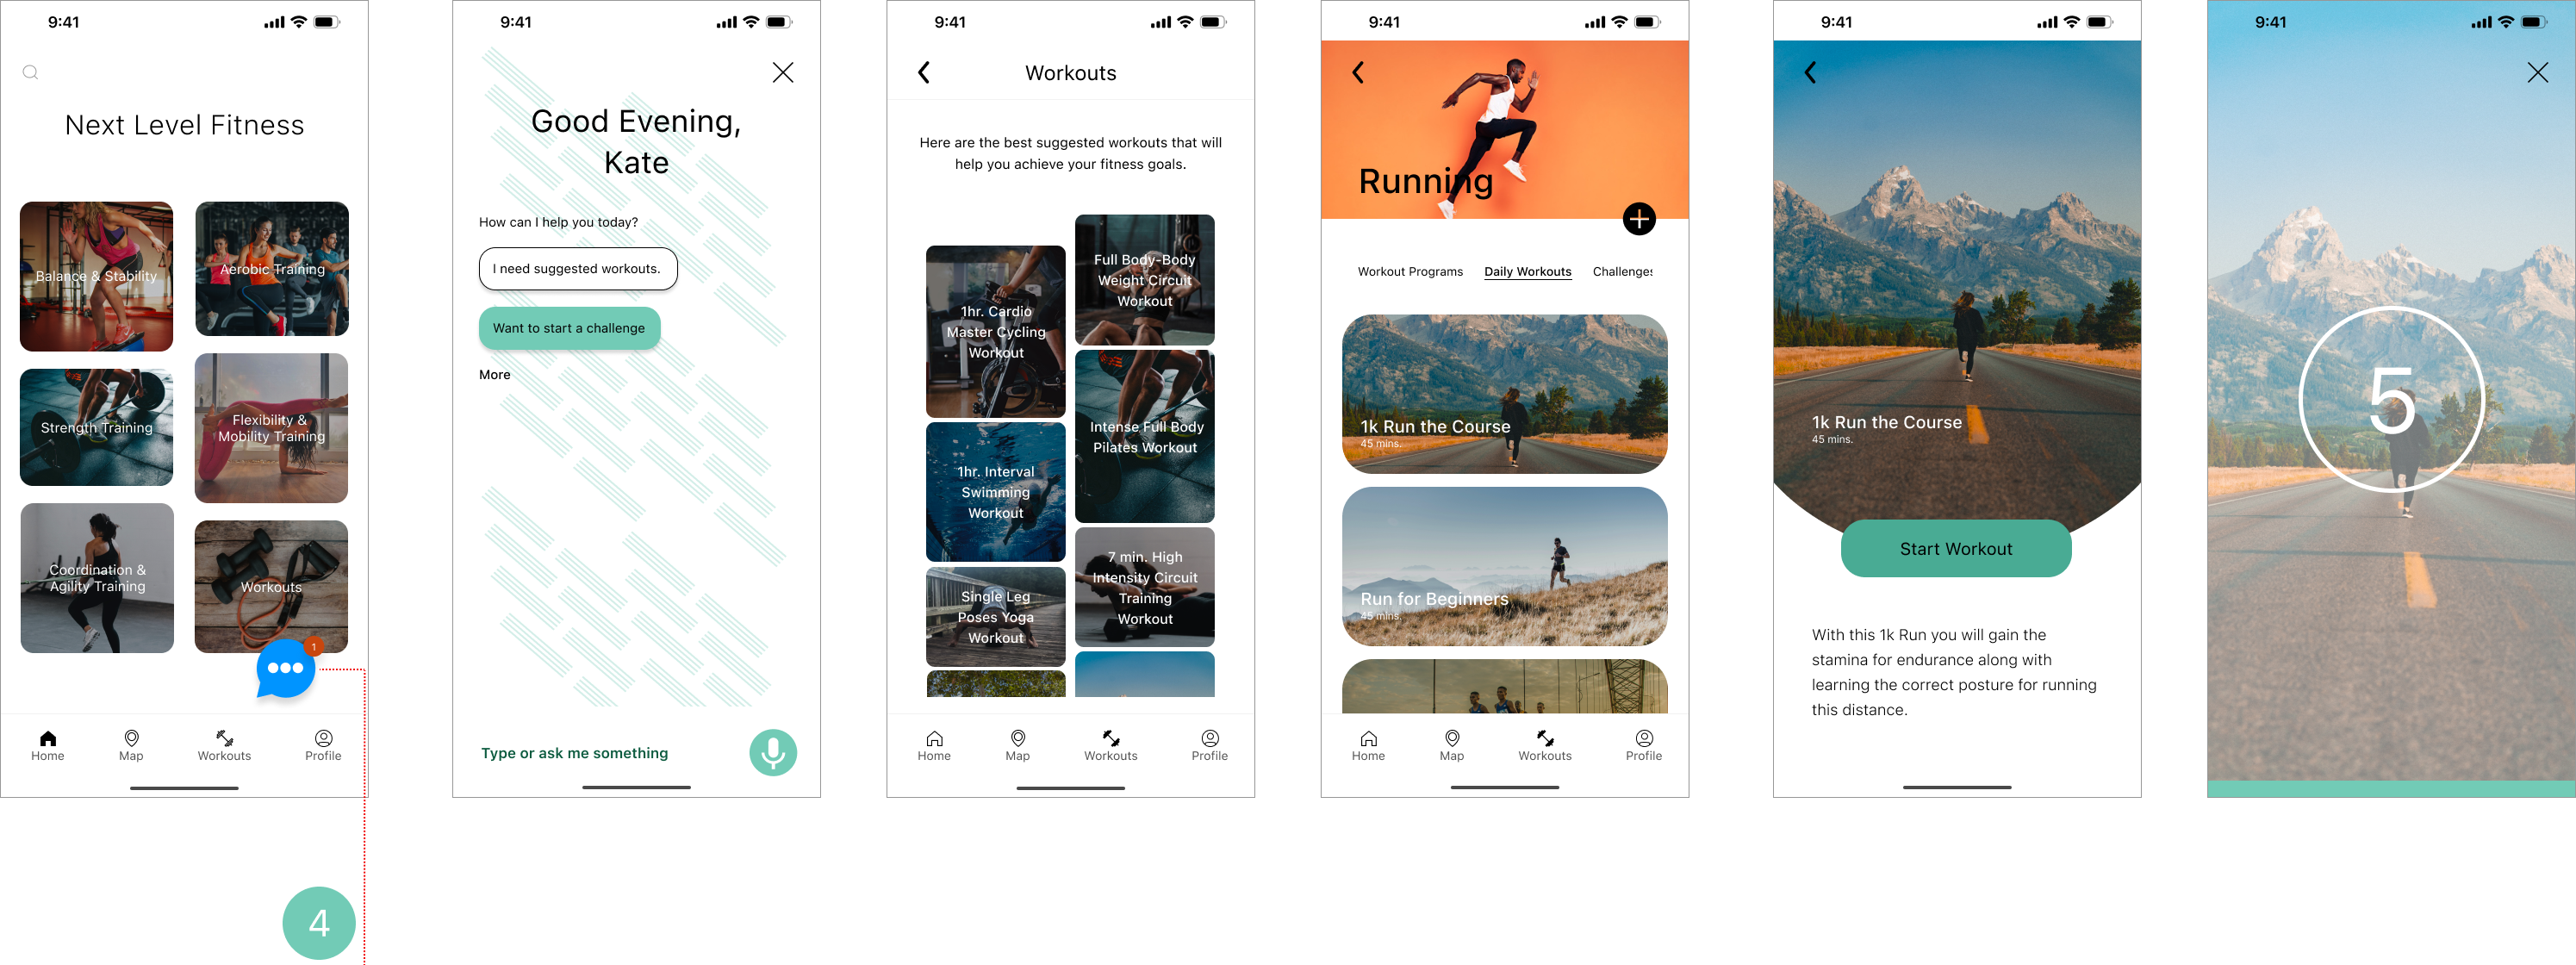 9:41
Next Level Fitness
Balance & Stability
Aerobic Training
Strength Training
Flexibility &
Mobility Training
Coordination &
Agility Training
Workouts
1
Home
Map
Workouts
Profile
4
9:41
Good Evening,
Kate
How can I help you today?
I need suggested workouts.
Want to start a challenge
More
Type or ask me something
9:41
Workouts
Here are the best suggested workouts that will
help you achieve your fitness goals.
1hr. Cardio
Master Cycling
Workout
Full Body-Body
Weight Circuit
Workout
1hr. Interval
Swimming
Workout
Intense Full Body
Pilates Workout
Single Leg
Poses Yoga
Workout
7 min. High
Intensity Circuit
Training
Workout
Home
Map
Workouts
Profile
9:41
Running
Workout Programs
Daily Workouts
Challenges
1k Run the Course
45 mins.
Run for Beginners
45 mins.
Home
Map
Workouts
Profile
9:41
1k Run the Course
45 mins.
Start Workout
With this 1k Run you will gain the
stamina for endurance along with
learning the correct posture for running
this distance.
9:41
5